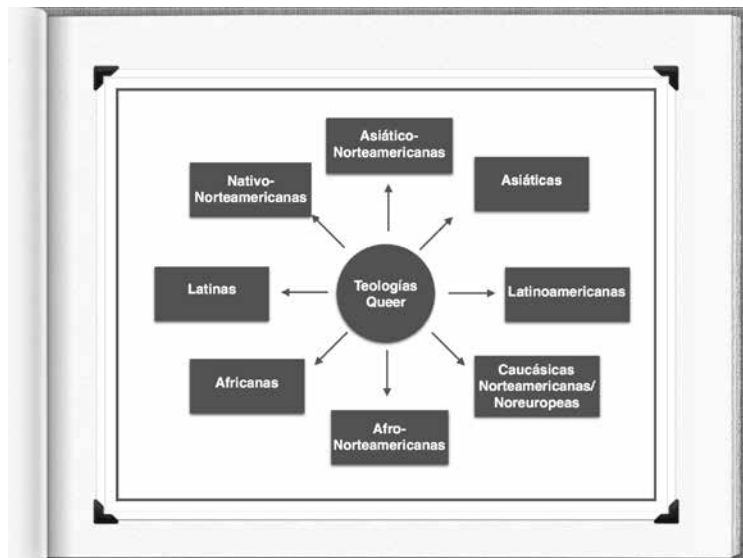 Asiático-
Norteamericanas
Nativo-
Norteamericanas
Asiáticas
Teologías
Queer
Latinas
Latinoamericanas
Africanas
Caucásicas
Norteamericanas/
Noreuropeas
Afro-
Norteamericanas